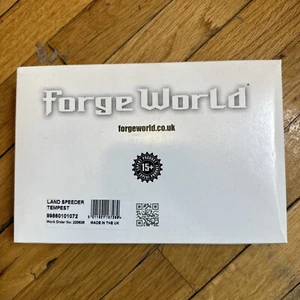 Forge World
forgeworld.co.uk
15+
LAND SPEEDER
TEMPEST
99860101072
MADE IN THE UK